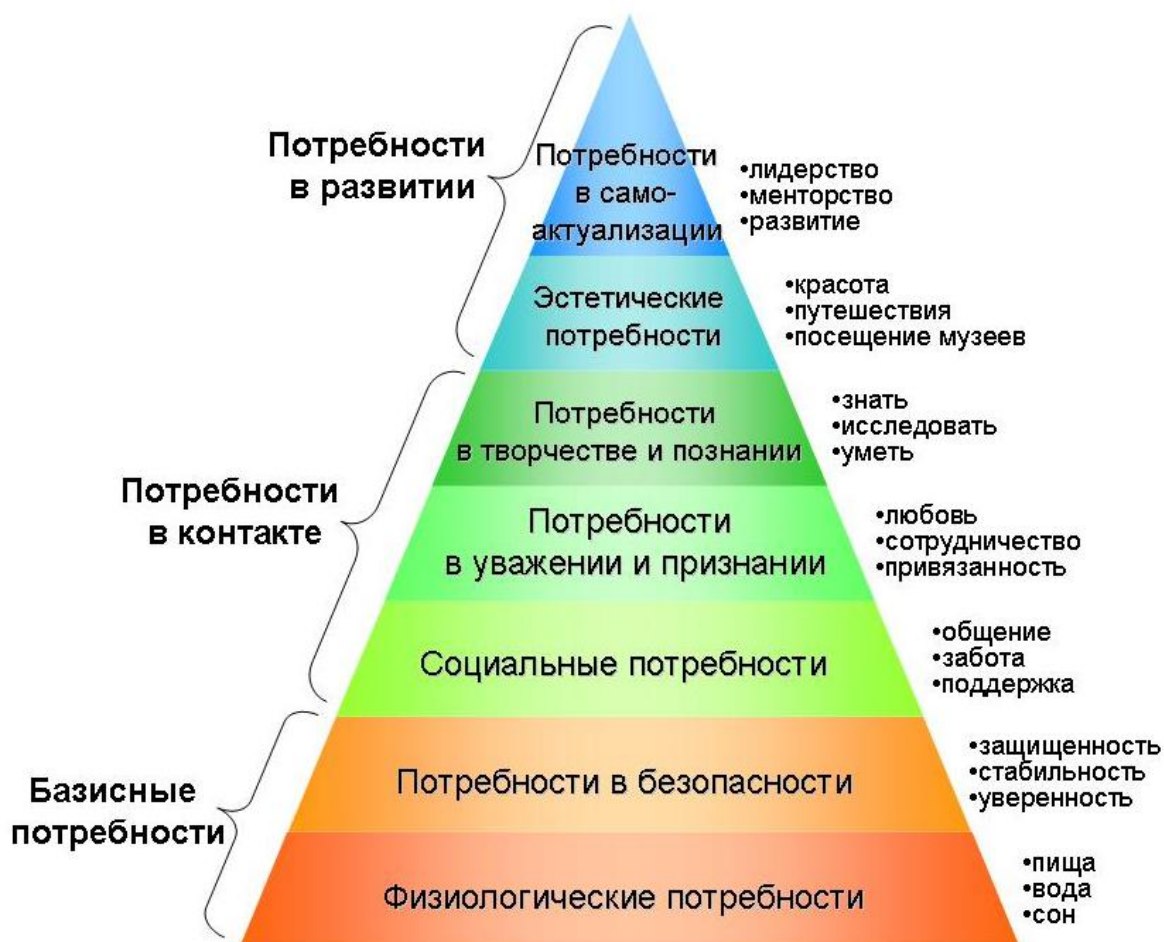 Потребности
в развитии
Потребности
в само-
актуализации
•лидерство
•менторство
•развитие
Эстетические
потребности
•красота
•путешествия
•посещение музеев
Потребности
в контакте
Потребности
в творчестве и познании
•знать
•исследовать
•уметь
Потребности
в уважении и признании
•любовь
•сотрудничество
•привязанность
Социальные потребности
•общение
•забота
•поддержка
Базисные
потребности
Потребности в безопасности
•защищенность
•стабильность
•уверенность
Физиологические потребности
•пища
•вода
•сон